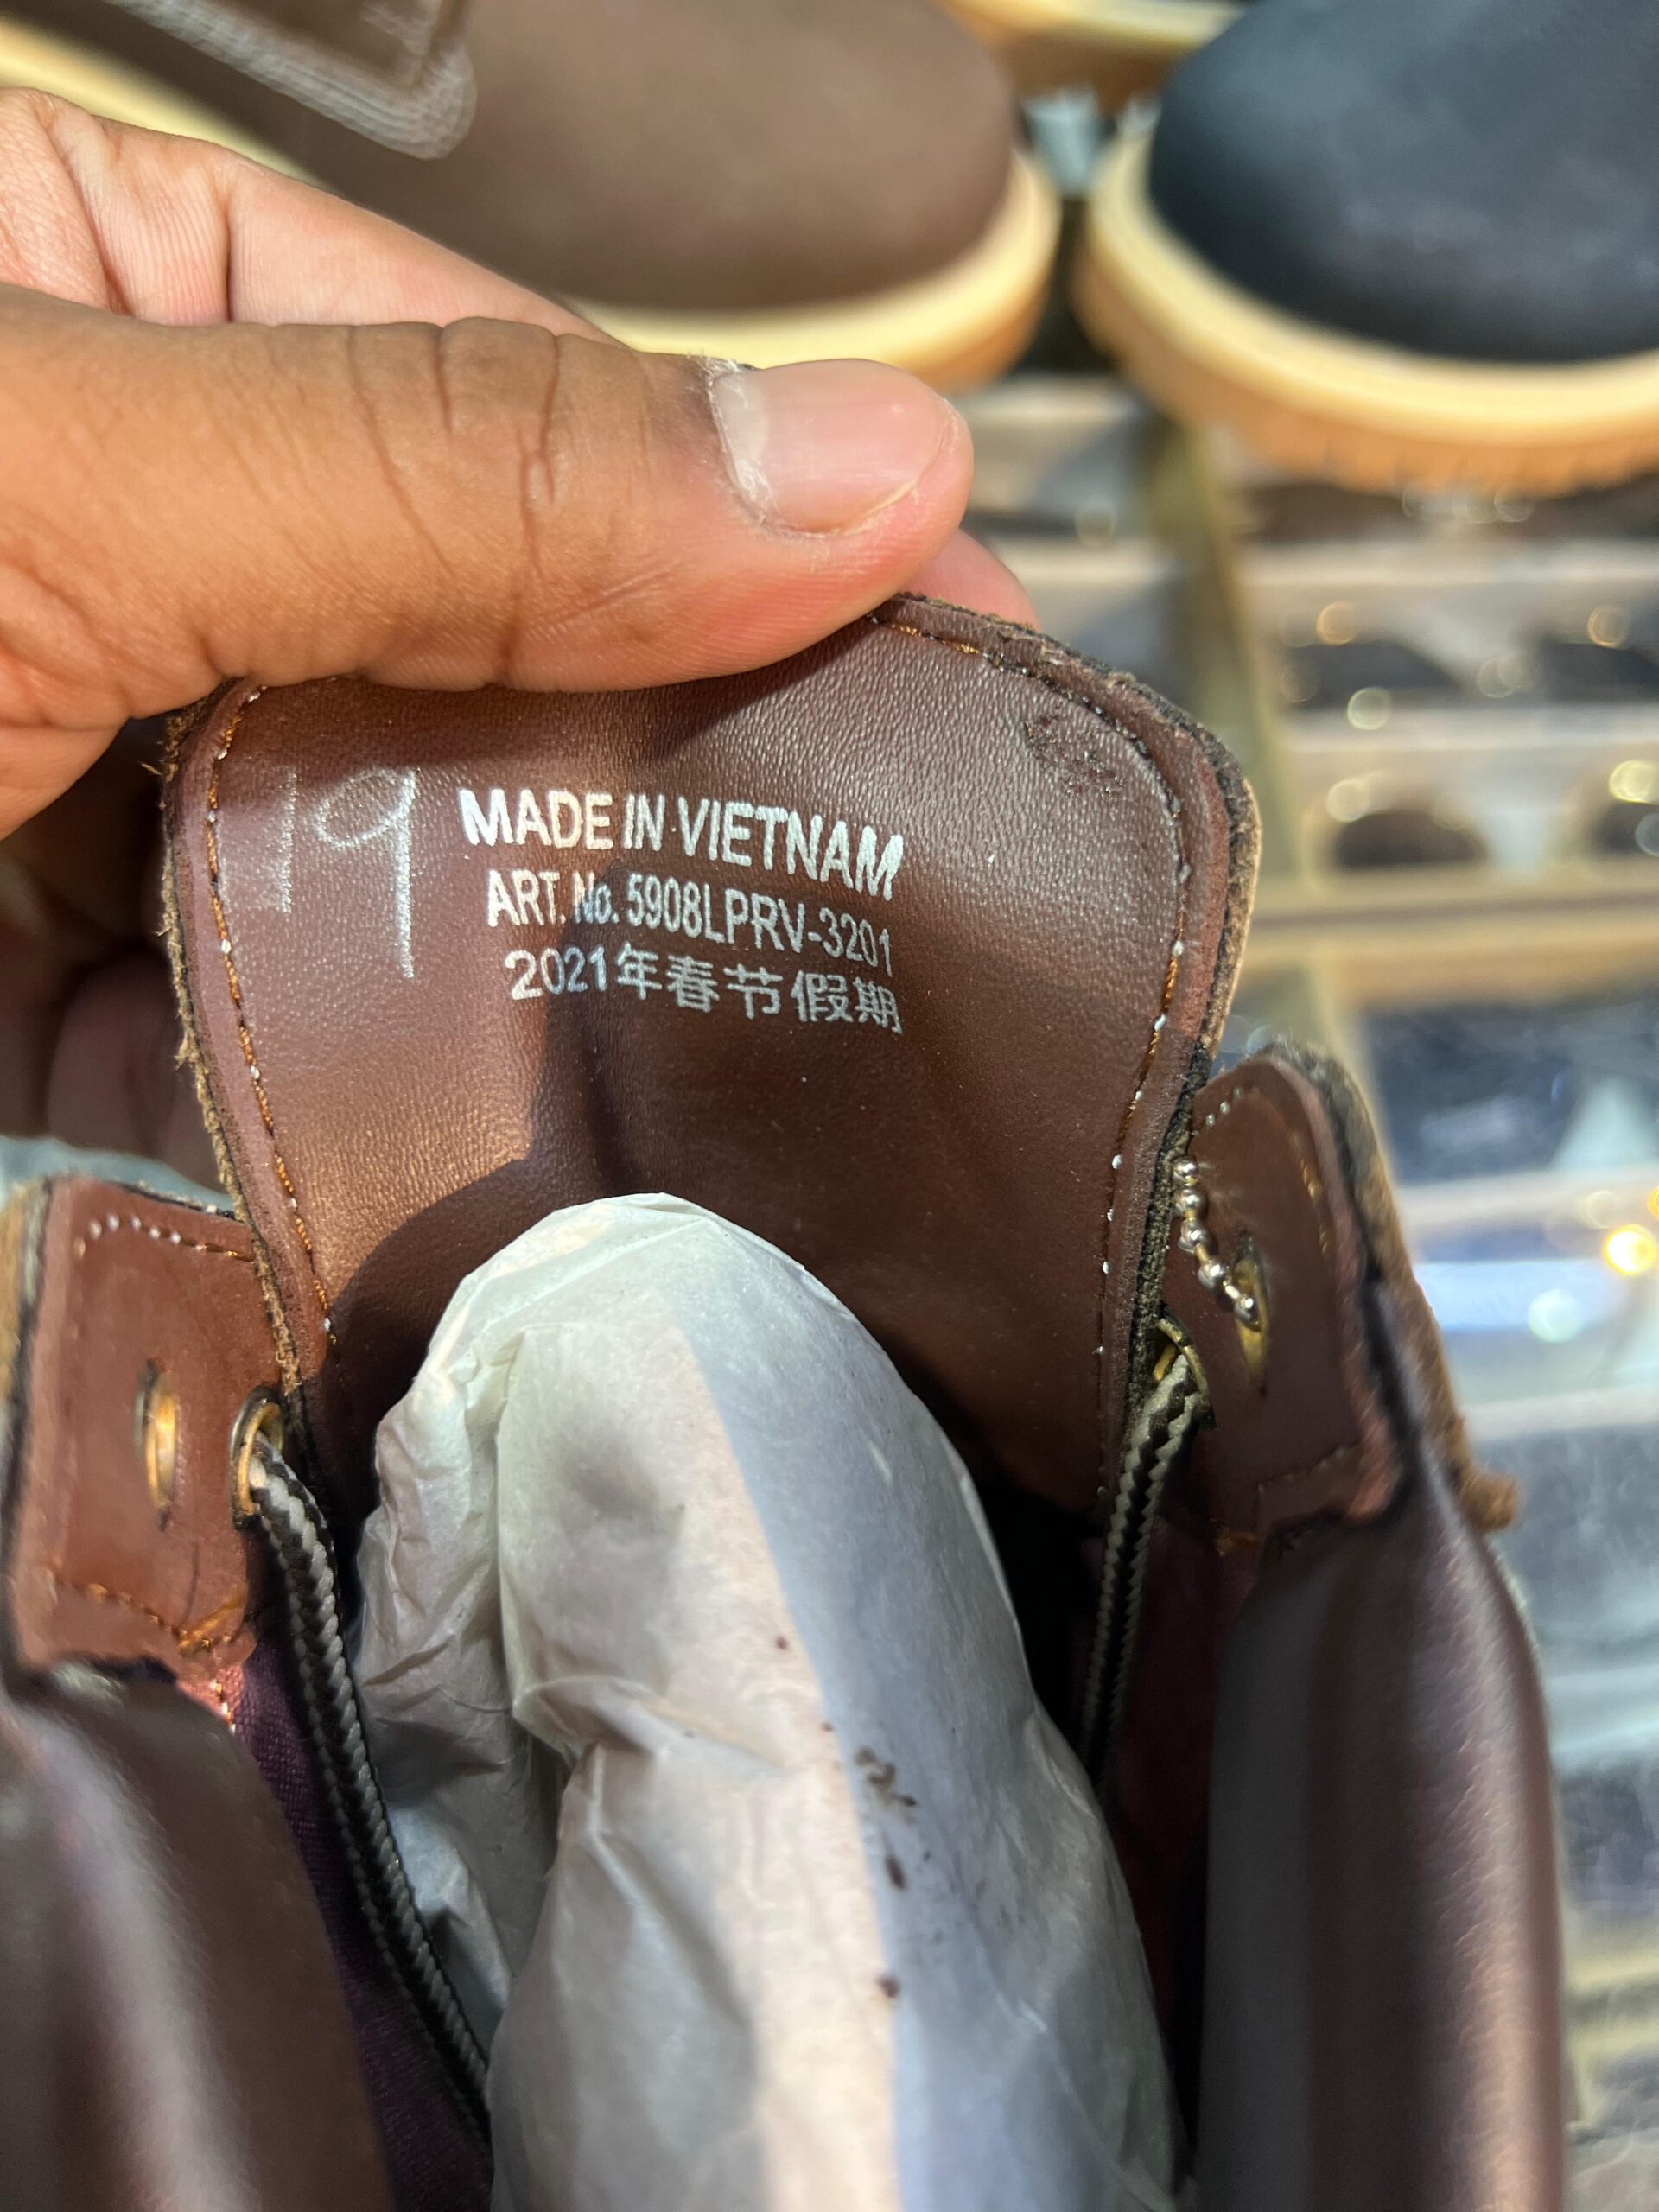 19
MADE IN VIETNAM
ART. No. 5908LPRV-3201
2021年春节假期